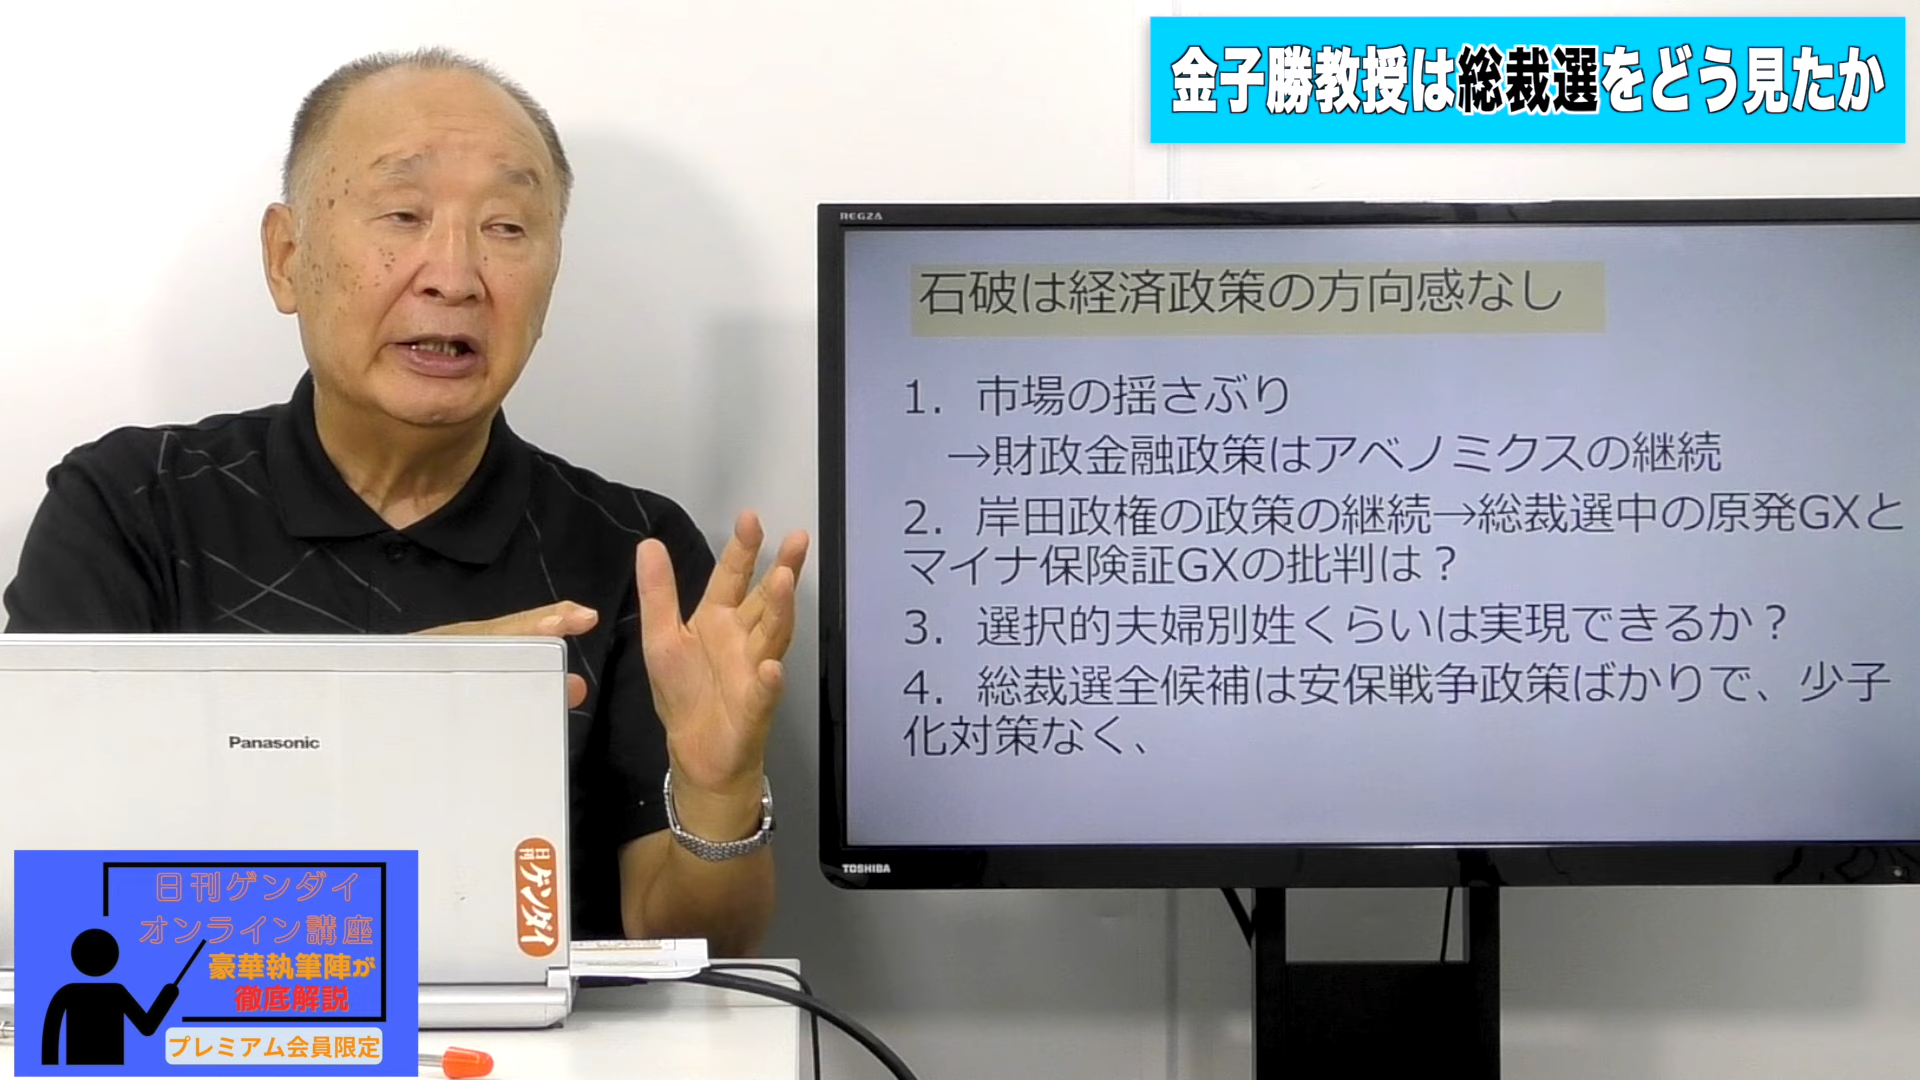 金子勝教授は総裁選をどう見たか
REGZA
石破は経済政策の方向感なし
1. 市場の揺さぶり
→財政金融政策はアベノミクスの継続
2. 岸田政権の政策の継続→総裁選中の原発GXと
マイナ保険証GXの批判は？
3. 選択的夫婦別姓くらいは実現できるか？
4. 総裁選全候補は安保戦争政策ばかりで、少子
化対策なく、
TOSHIBA
Panasonic
日刊ゲンダイ
日刊ゲンダイ
オンライン講座
豪華執筆陣が
徹底解説
プレミアム会員限定